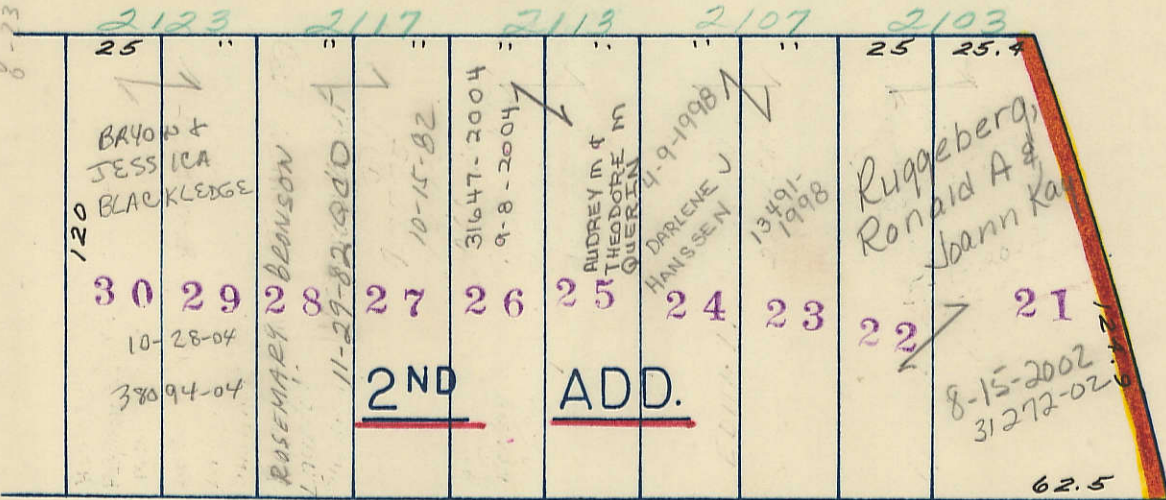 2123 2117 2113 2107 2103
25 " " " " " " " 25 25.4
120
BRYON &
JESSICA
BLACKLEDGE
30 29
10-28-04
38094-04
ROSEMARY BRONSON
28
11-29-82
10-15-82
27
31647-2004
9-8-2004
26
AUDREY M &
THEODORE M
QUERIN
25
4-9-1998
DARLENE J
HANSSEN
24
13491-
1998
23
Ruggeberg,
Ronald A &
Joann Kay
22 21
8-15-2002
31272-02
2ND ADD.
62.5